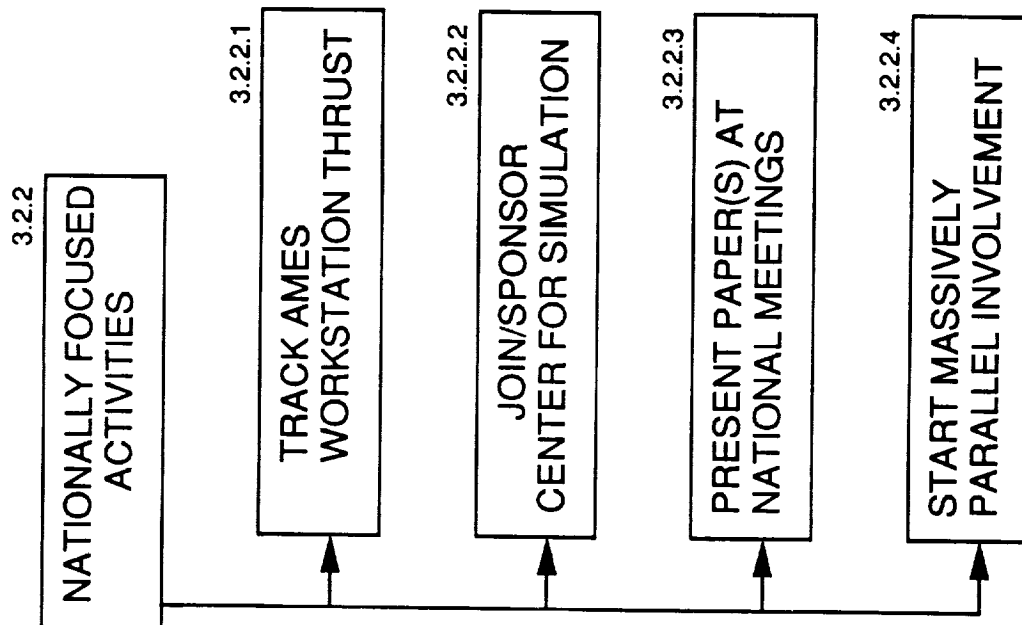 3.2.2
NATIONALLY FOCUSED
ACTIVITIES
3.2.2.1
TRACK AMES
WORKSTATION THRUST
3.2.2.2
JOIN/SPONSOR
CENTER FOR SIMULATION
3.2.2.3
PRESENT PAPER(S) AT
NATIONAL MEETINGS
3.2.2.4
START MASSIVELY
PARALLEL INVOLVEMENT